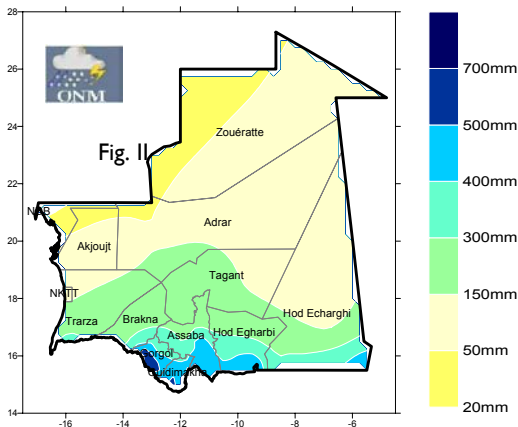 28
26
24
22
20
18
16
14
-16
-14
-12
-10
-8
-6
ONM
Fig. II
Zouératte
NDB
Adrar
Akjoujt
Tagant
NKTT
Hod Echarghi
Trarza
Brakna
Hod Egharbi
Assaba
Gorgol
Guidimakha
700mm
500mm
400mm
300mm
150mm
50mm
20mm